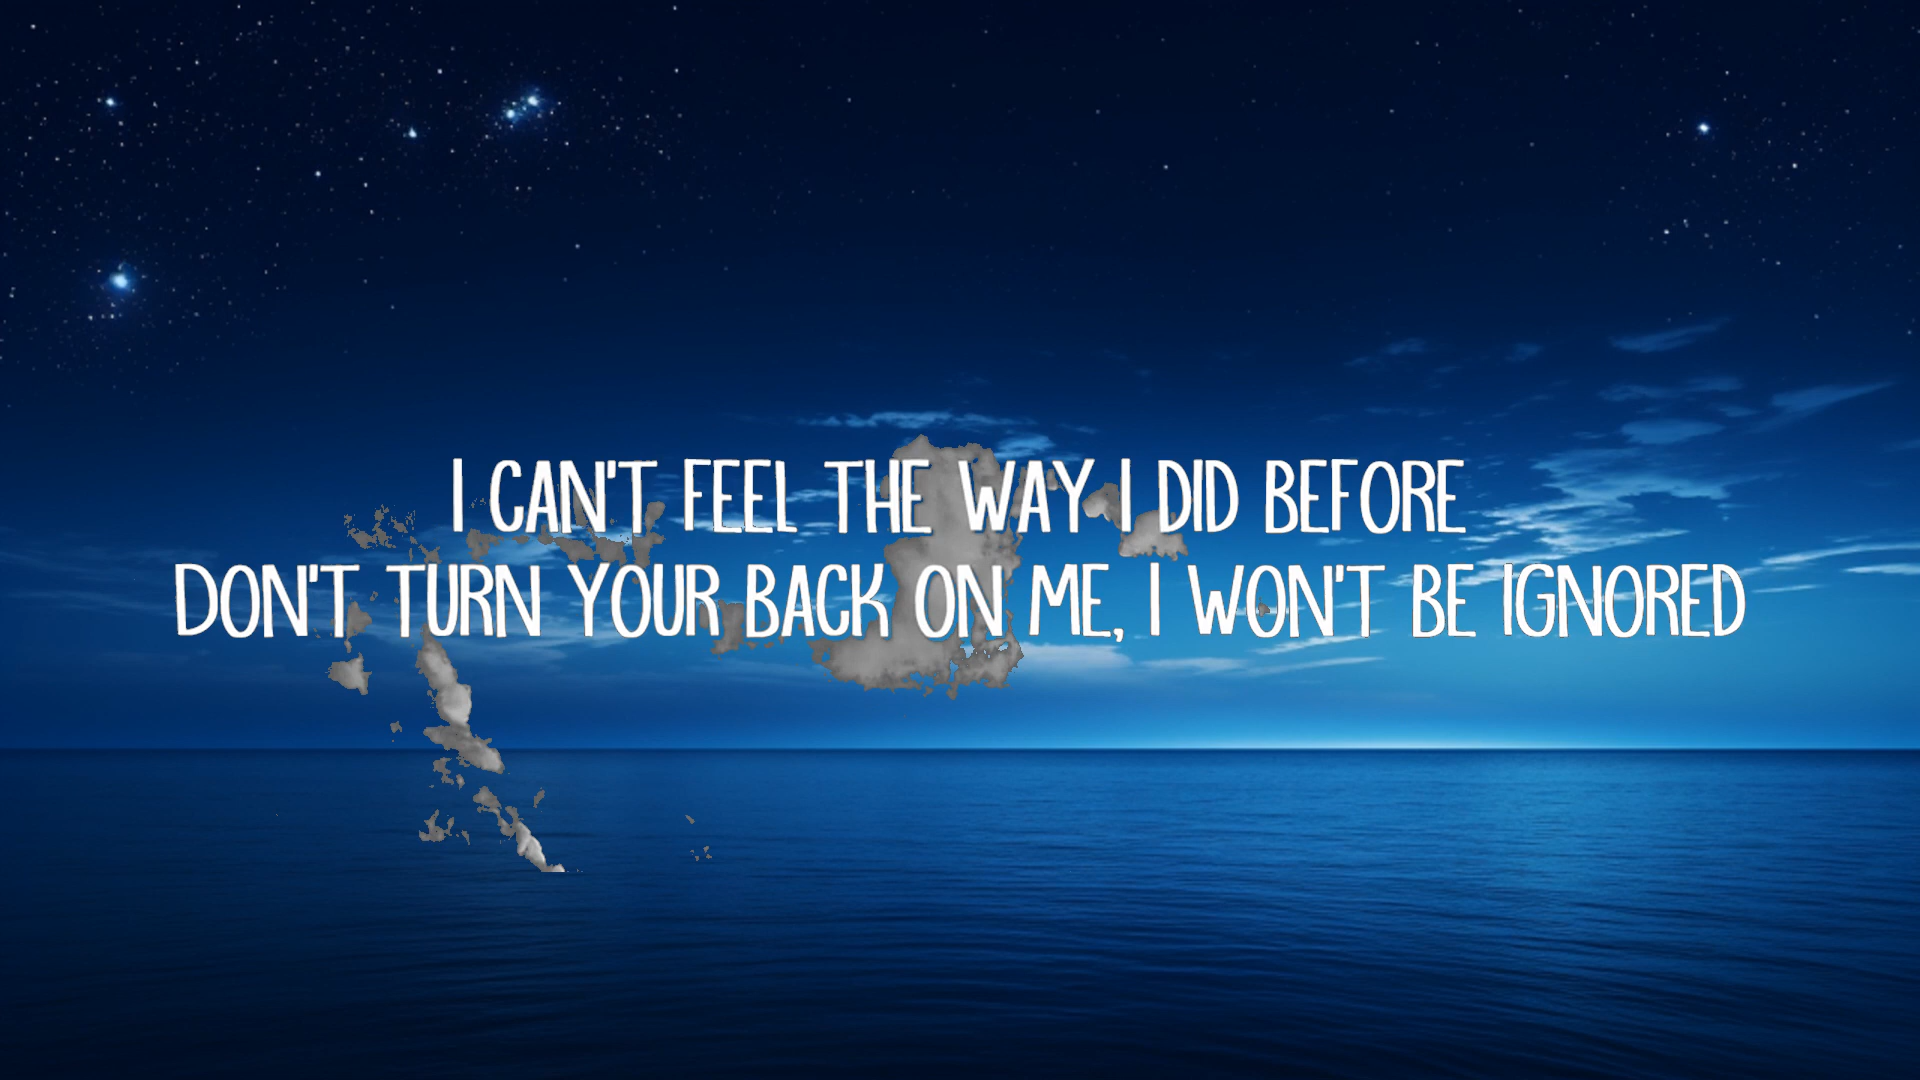 I CAN'T FEEL THE WAY I DID BEFORE
DON'T TURN YOUR BACK ON ME, I WON'T BE IGNORED